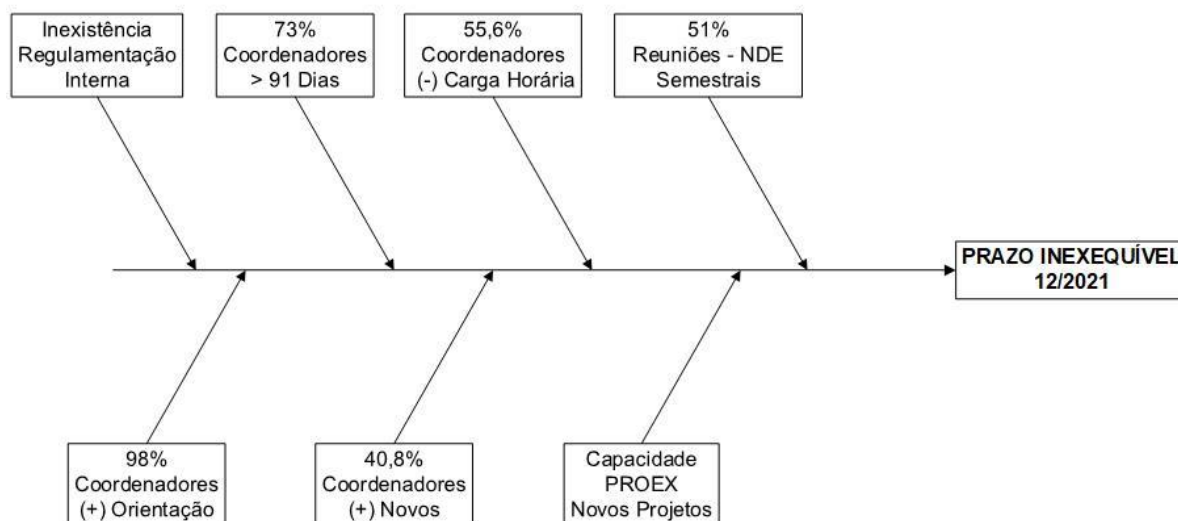 Inexistência
Regulamentação
Interna
73%
Coordenadores
> 91 Dias
55,6%
Coordenadores
(-) Carga Horária
51%
Reuniões - NDE
Semestrais
PRAZO INEXEQUÍVEL
12/2021
98%
Coordenadores
(+) Orientação
40,8%
Coordenadores
(+) Novos
Capacidade
PROEX
Novos Projetos